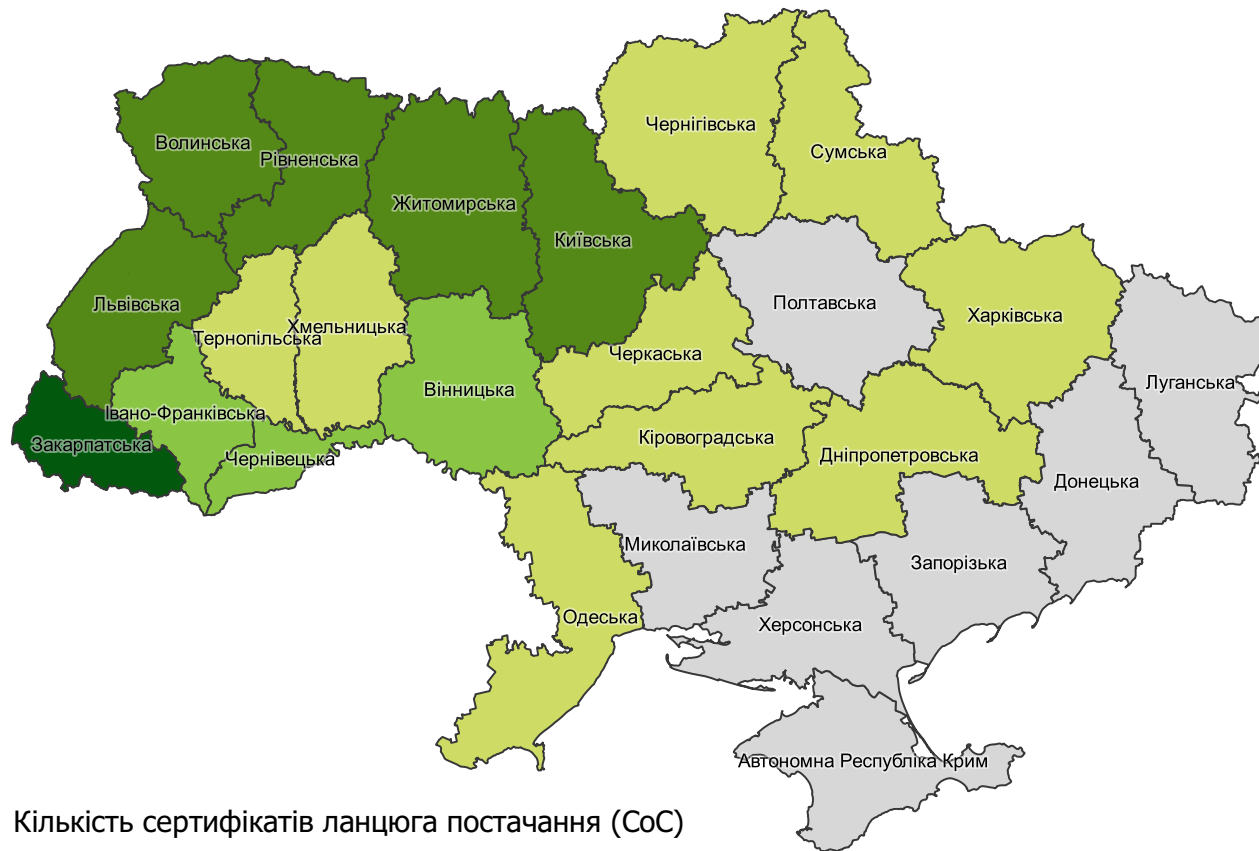 Чернігівська
Волинська
Рівненська
Сумська
Житомирська
Київська
Львівська
Полтавська
Харківська
Хмельницька
Тернопільська
Черкаська
Луганська
Вінницька
Івано-Франківська
Кіровоградська
Закарпатська
Чернівецька
Дніпропетровська
Донецька
Миколаївська
Запорізька
Одеська
Херсонська
Автономна Республіка Крим
Кількість сертифікатів ланцюга постачання (CoC)